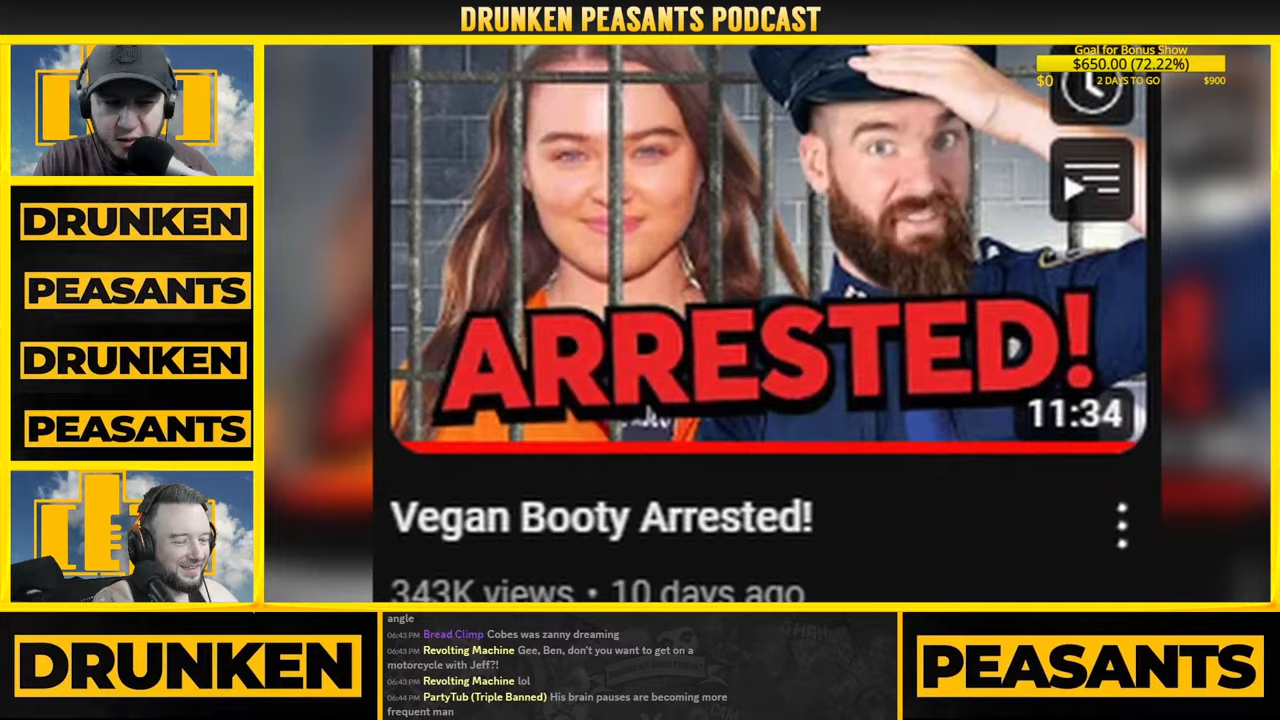 DRUNKEN PEASANTS PODCAST
Goal for Bonus Show
$650.00 (72.22%)
$0
2 DAYS TO GO
$900
DRUNKEN
PEASANTS
DRUNKEN
PEASANTS
ARRESTED!
11:34
Vegan Booty Arrested!
343K views • 10 days ago
angle
06:43 PM Bread Climp Cobes was zanny dreaming
06:43 PM Revolting Machine Gee, Ben, don't you want to get on a
motorcycle with Jeff?!
06:43 PM Revolting Machine lol
06:44 PM PartyTub (Triple Banned) His brain pauses are becoming more
frequent man
DRUNKEN
PEASANTS